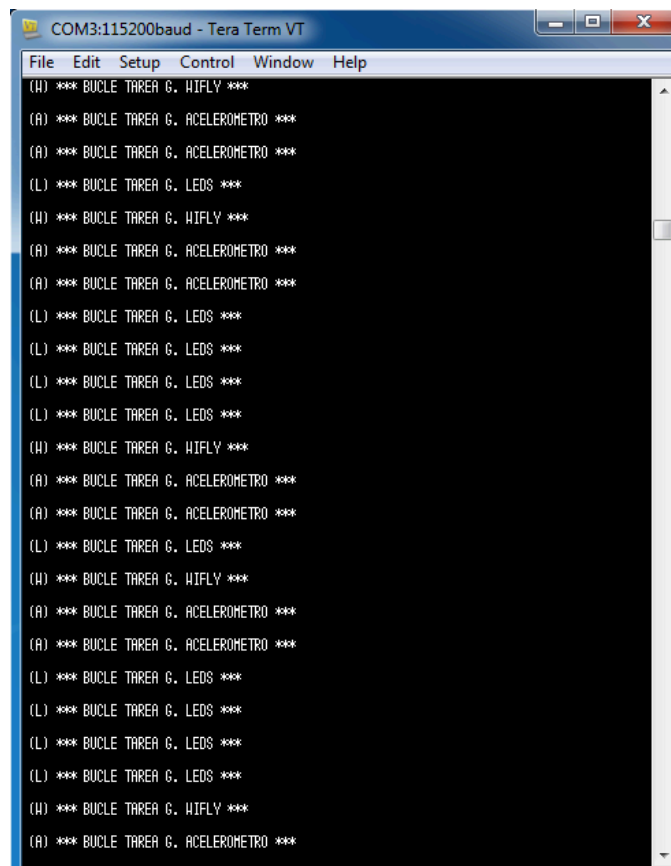 COM3:115200baud - Tera Term VT
File Edit Setup Control Window Help
(W) *** BUCLE TAREA G. WIFLY ***
(A) *** BUCLE TAREA G. ACELEROMETRO ***
(A) *** BUCLE TAREA G. ACELEROMETRO ***
(L) *** BUCLE TAREA G. LEDS ***
(W) *** BUCLE TAREA G. WIFLY ***
(A) *** BUCLE TAREA G. ACELEROMETRO ***
(A) *** BUCLE TAREA G. ACELEROMETRO ***
(L) *** BUCLE TAREA G. LEDS ***
(L) *** BUCLE TAREA G. LEDS ***
(L) *** BUCLE TAREA G. LEDS ***
(L) *** BUCLE TAREA G. LEDS ***
(W) *** BUCLE TAREA G. WIFLY ***
(A) *** BUCLE TAREA G. ACELEROMETRO ***
(A) *** BUCLE TAREA G. ACELEROMETRO ***
(L) *** BUCLE TAREA G. LEDS ***
(W) *** BUCLE TAREA G. WIFLY ***
(A) *** BUCLE TAREA G. ACELEROMETRO ***
(A) *** BUCLE TAREA G. ACELEROMETRO ***
(L) *** BUCLE TAREA G. LEDS ***
(L) *** BUCLE TAREA G. LEDS ***
(L) *** BUCLE TAREA G. LEDS ***
(L) *** BUCLE TAREA G. LEDS ***
(W) *** BUCLE TAREA G. WIFLY ***
(A) *** BUCLE TAREA G. ACELEROMETRO ***